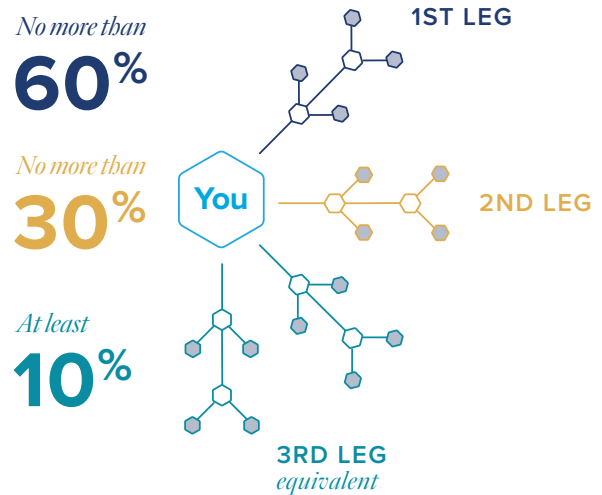 No more than
60%
1ST LEG
No more than
30%
You
2ND LEG
At least
10%
3RD LEG
equivalent